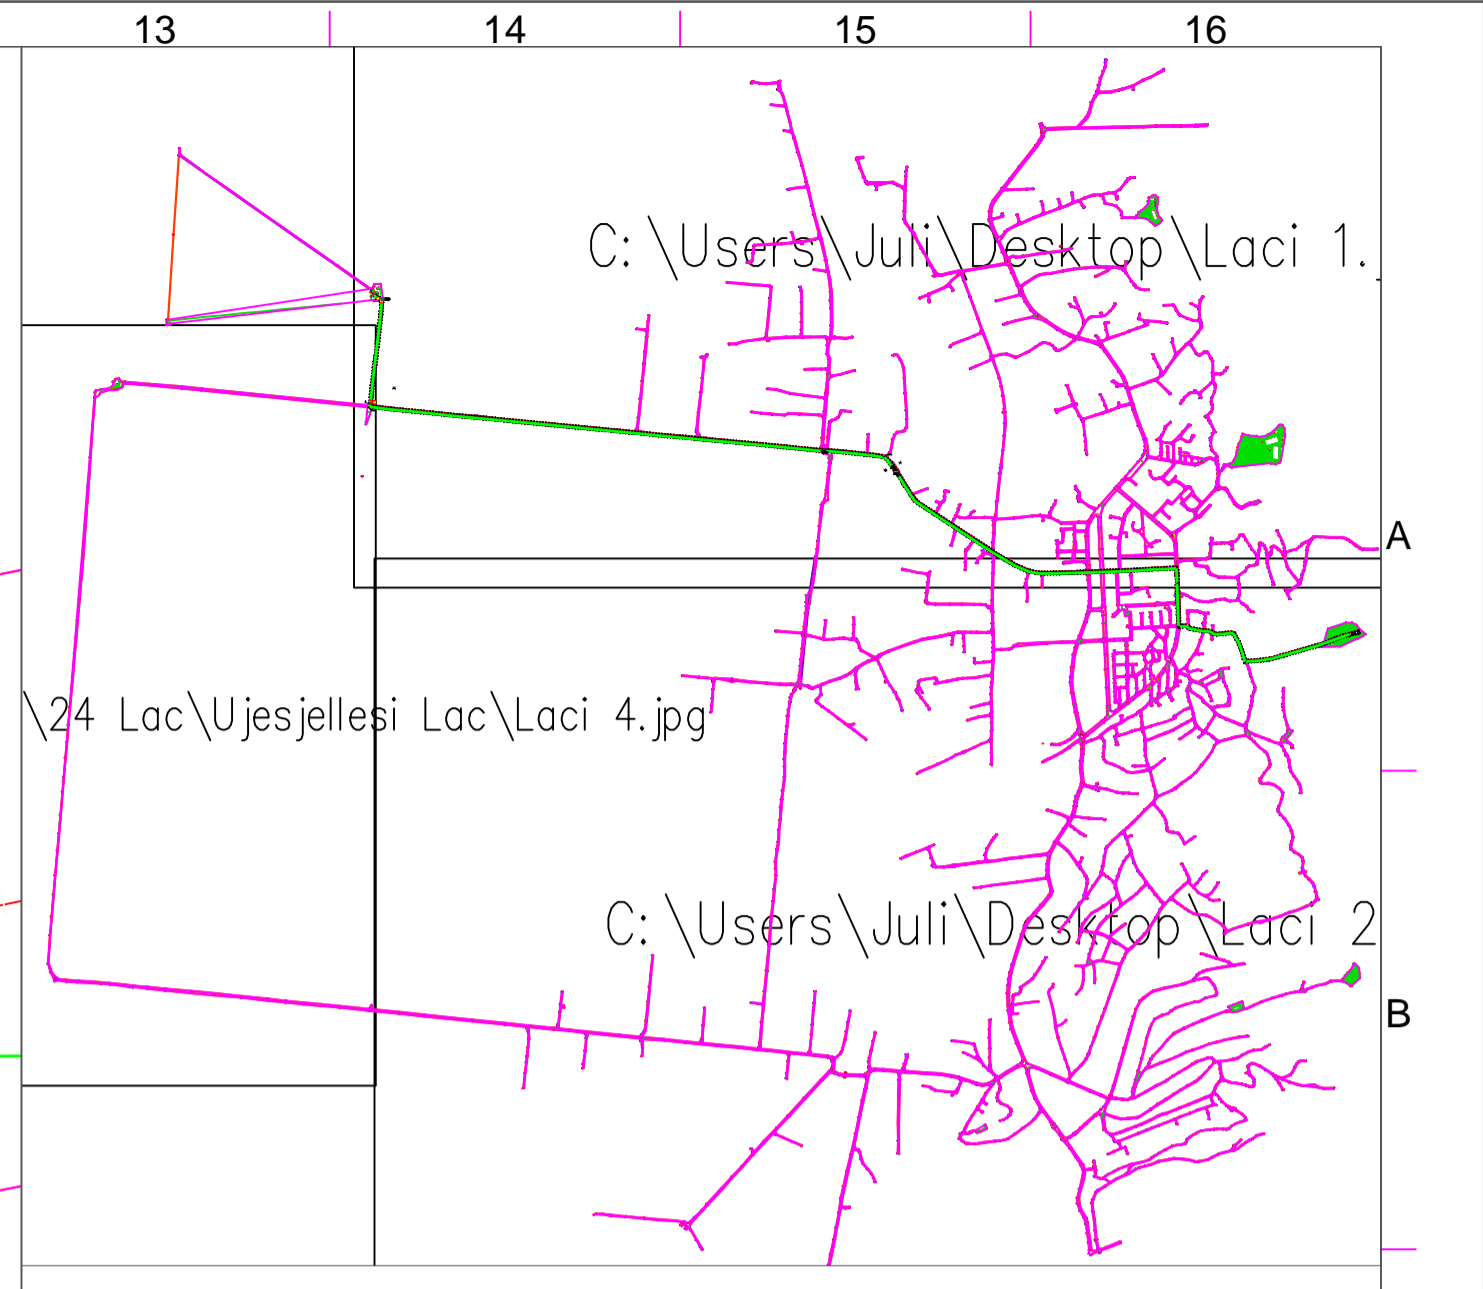 13 14 15 16
C:\Users\Juli\Desktop\Laci 1.
A
\24 Lac\Ujesjellesi Lac\Laci 4.jpg
C:\Users\Juli\Desktop\Laci 2
B